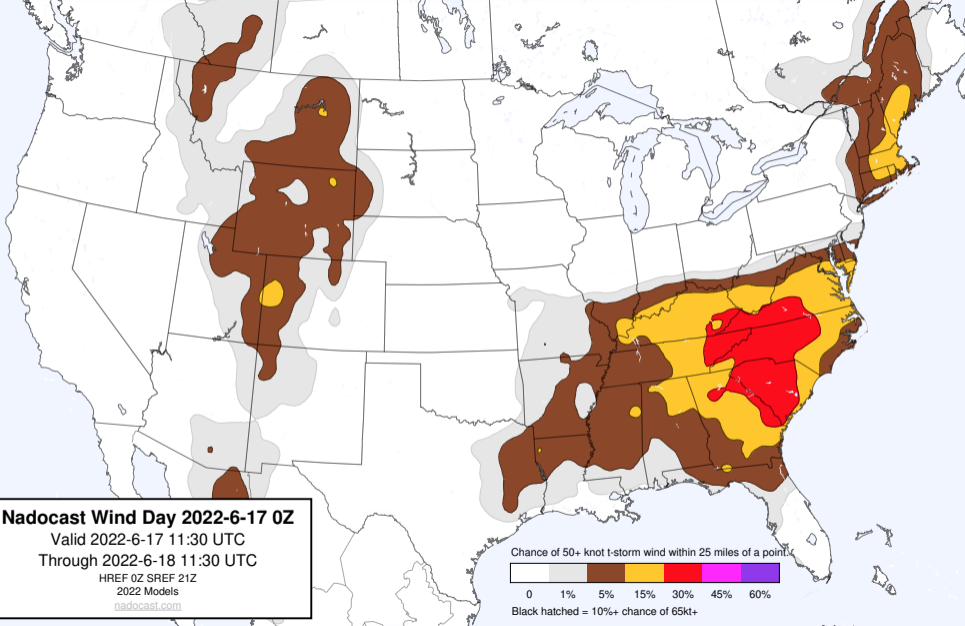 Nadocast Wind Day 2022-6-17 0Z
Valid 2022-6-17 11:30 UTC
Through 2022-6-18 11:30 UTC
HREF 0Z SREF 21Z
2022 Models
nadocast.com
Chance of 50+ knot t-storm wind within 25 miles of a point.
0 1% 5% 15% 30% 45% 60%
Black hatched = 10%+ chance of 65kt+